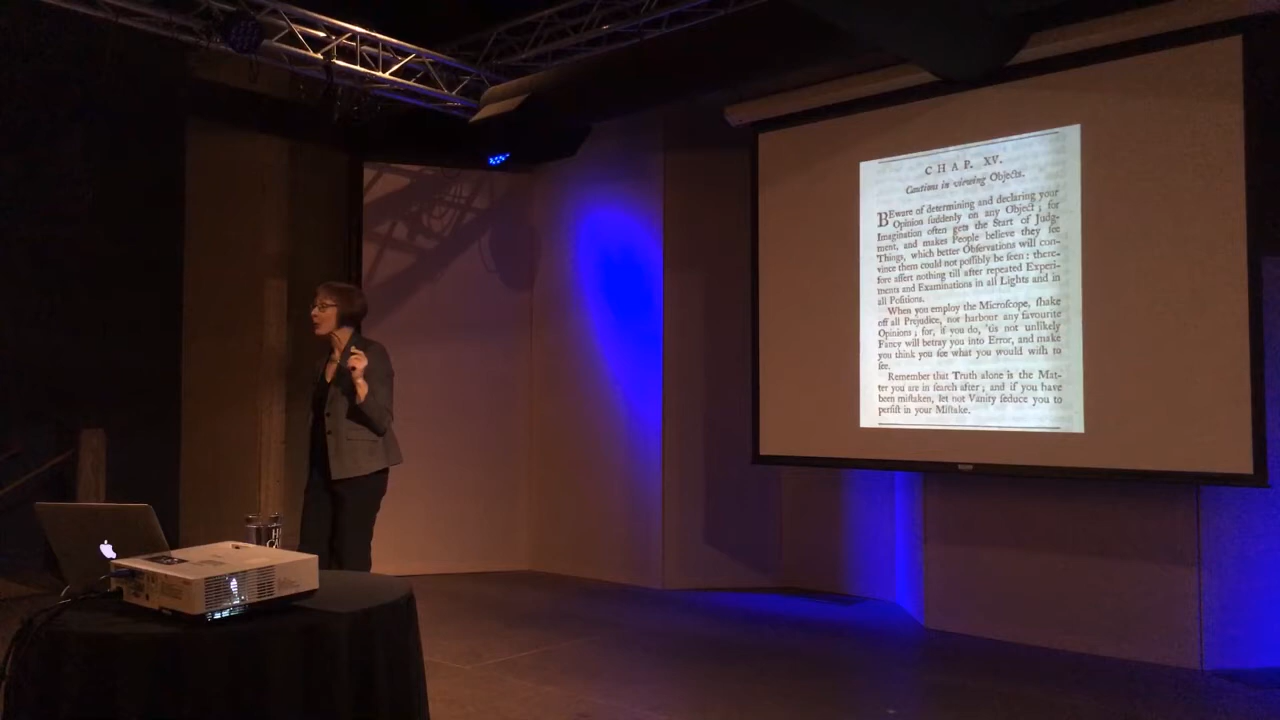 CHAP. XV.
Cautions in viewing Objects.
BEware of determining and declaring your
Opinion ſuddenly on any Object; for
Imagination often gets the Start of Judg-
ment, and makes People believe they ſee
Things, which better Obſervations will con-
vince them could not poſſibly be ſeen: there-
fore aſſert nothing till after repeated Experi-
ments and Examinations in all Lights and in
all Poſitions.
When you employ the Microſcope, ſhake
off all Prejudice, nor harbour any favourite
Opinions; for, if you do, 'tis not unlikely
Fancy will betray you into Error, and make
you think you ſee what you would wiſh to
ſee.
Remember that Truth alone is the Mat-
ter you are in ſearch after; and if you have
been miſtaken, let not Vanity ſeduce you to
perſiſt in your Miſtake.